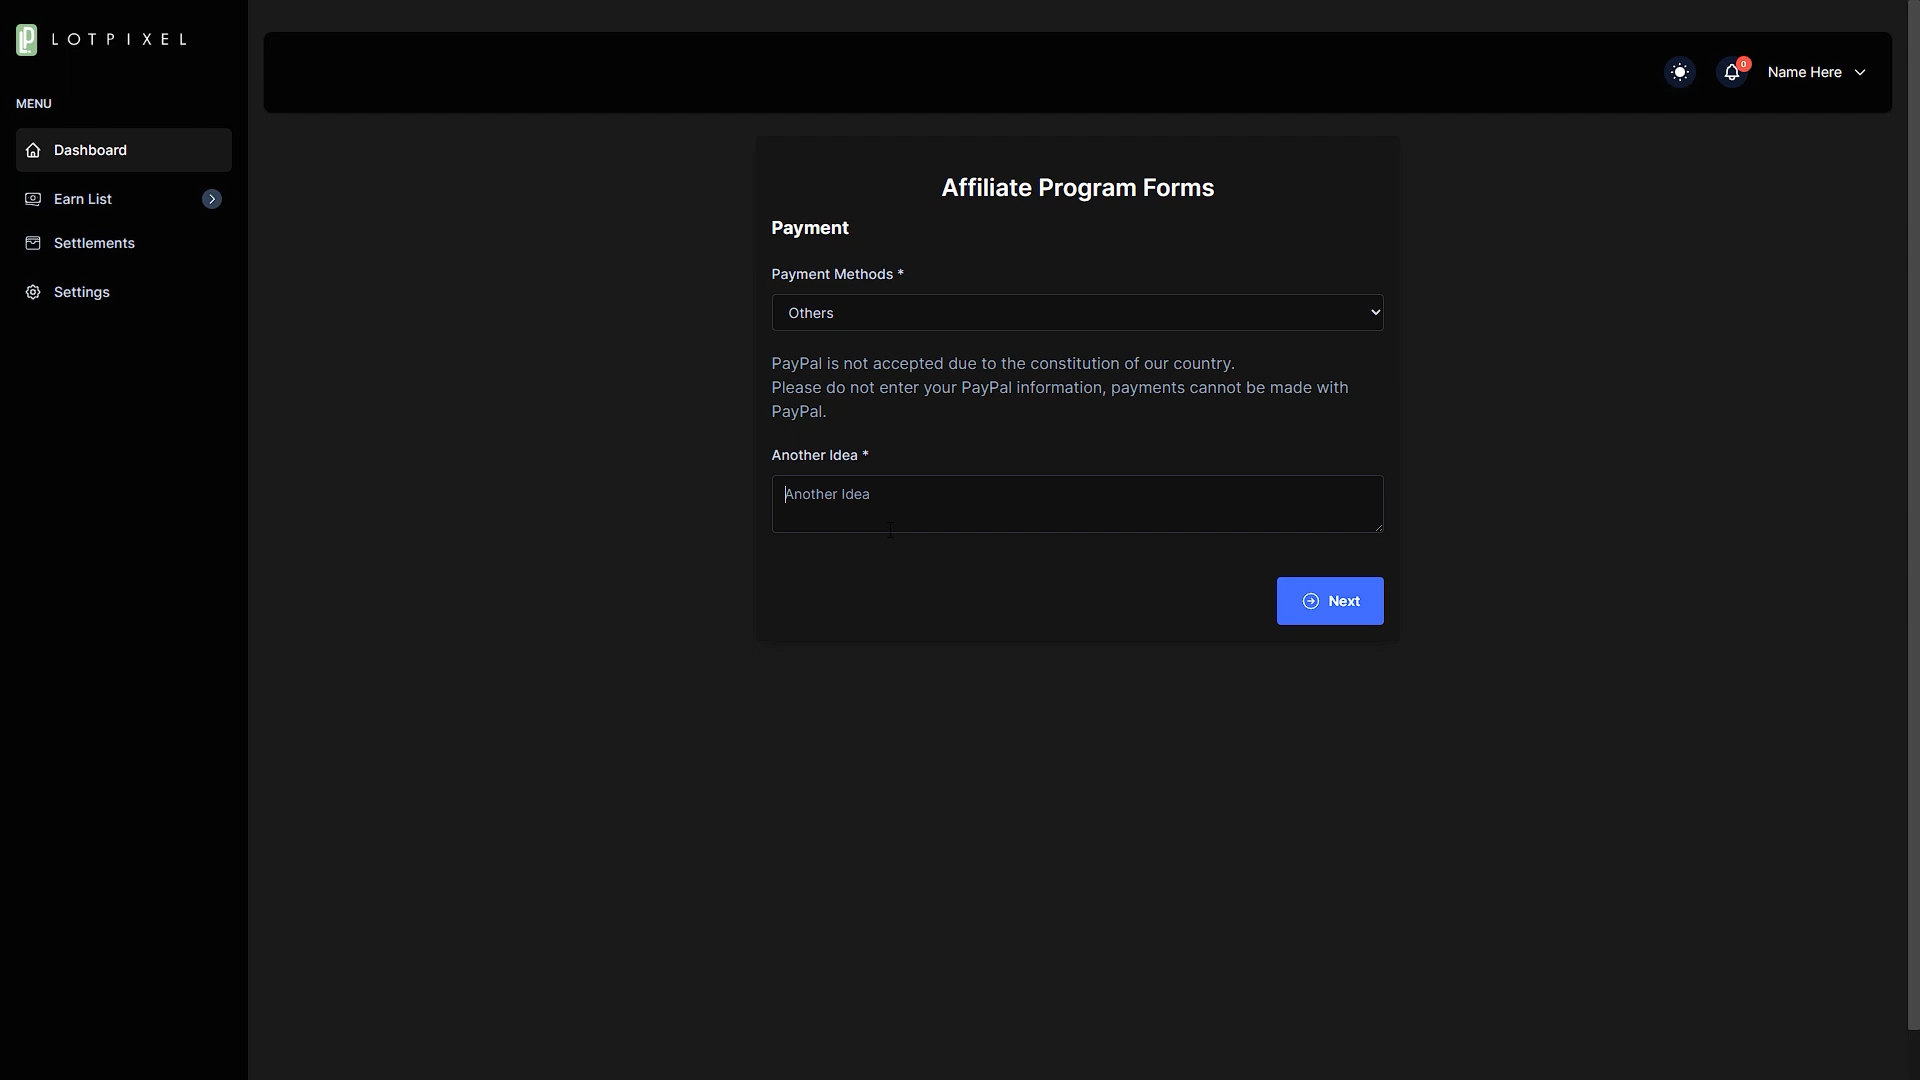 LOTPIXEL
MENU
Dashboard
Earn List
Settlements
Settings
0
Name Here
Affiliate Program Forms
Payment
Payment Methods *
Others
PayPal is not accepted due to the constitution of our country.
Please do not enter your PayPal information, payments cannot be made with
PayPal.
Another Idea *
Another Idea
Next